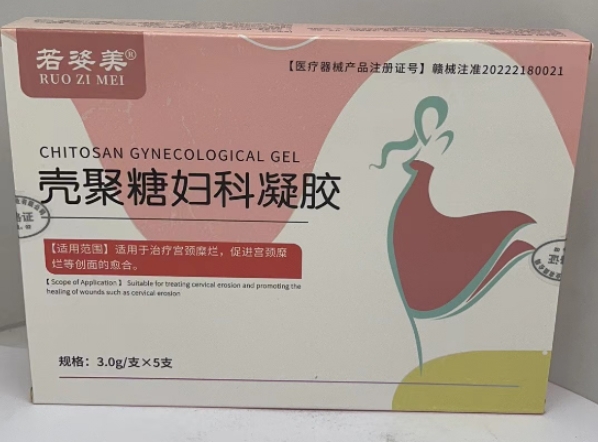 若姿美®
RUO ZI MEI
【医疗器械产品注册证号】赣械注准20222180021
CHITOSAN GYNECOLOGICAL GEL
壳聚糖妇科凝胶
【适用范围】适用于治疗宫颈糜烂，促进宫颈糜
烂等创面的愈合。
【 Scope of Application 】 Suitable for treating cervical erosion and promoting the
healing of wounds such as cervical erosion
规格：3.0g/支×5支